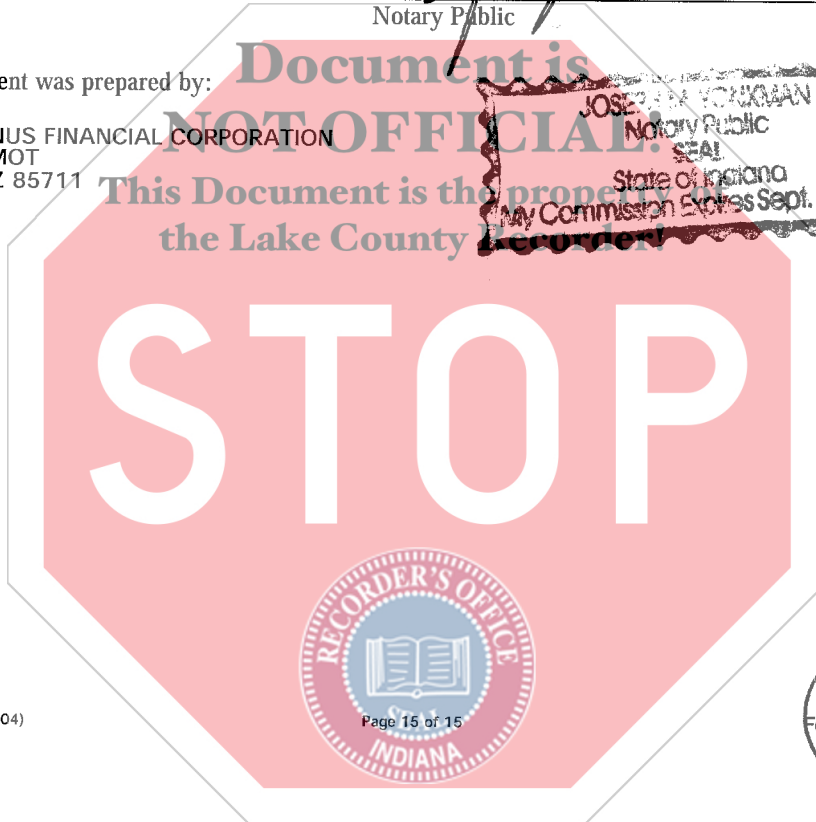 Notary Public
ent was prepared by:
Document is
NUS FINANCIAL CORPORATION
NOT OFFICIAL!
MOT
Z 85711
This Document is the property of
the Lake County Recorder!
Notary Public
SEAL
State of Indiana
My Commission Expires Sept.
STOP
RECORDER'S OFFICE
SEAL
INDIANA
04)
Page 15 of 15